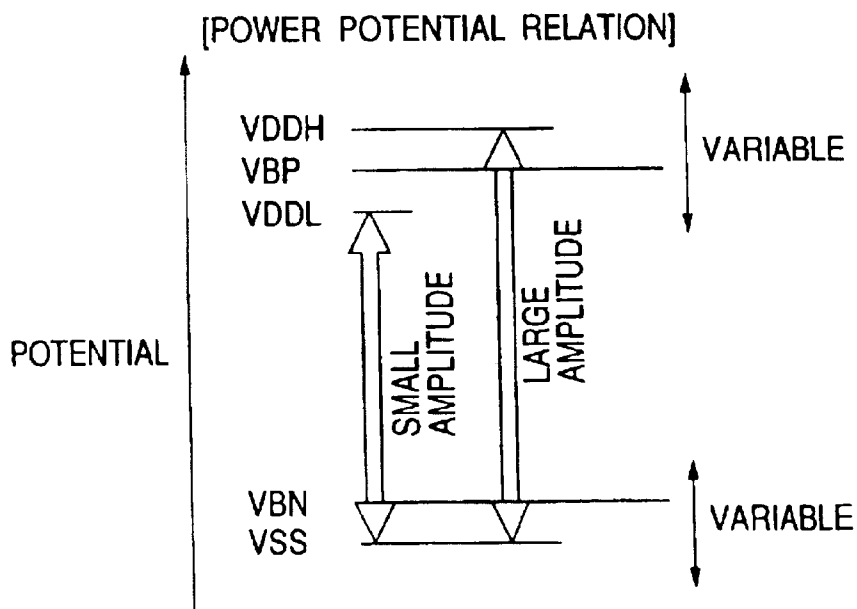 [POWER POTENTIAL RELATION]
VDDH
VBP
VDDL
VARIABLE
POTENTIAL
SMALL
AMPLITUDE
LARGE
AMPLITUDE
VBN
VSS
VARIABLE